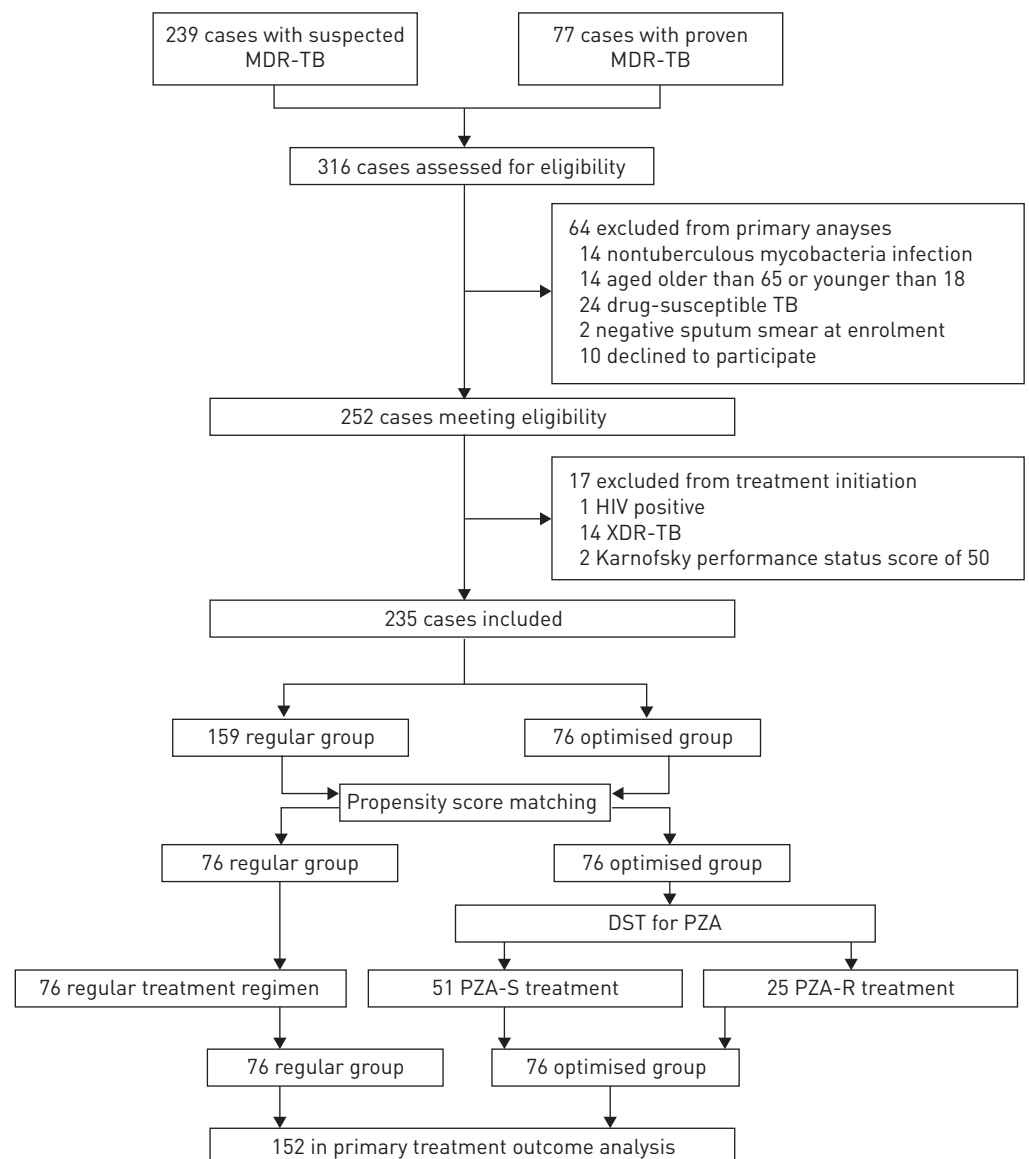 239 cases with suspected
MDR-TB
77 cases with proven
MDR-TB
316 cases assessed for eligibility
64 excluded from primary anayses
14 nontuberculous mycobacteria infection
14 aged older than 65 or younger than 18
24 drug-susceptible TB
2 negative sputum smear at enrolment
10 declined to participate
252 cases meeting eligibility
17 excluded from treatment initiation
1 HIV positive
14 XDR-TB
2 Karnofsky performance status score of 50
235 cases included
159 regular group
76 optimised group
Propensity score matching
76 regular group
76 optimised group
DST for PZA
76 regular treatment regimen
51 PZA-S treatment
25 PZA-R treatment
76 regular group
76 optimised group
152 in primary treatment outcome analysis